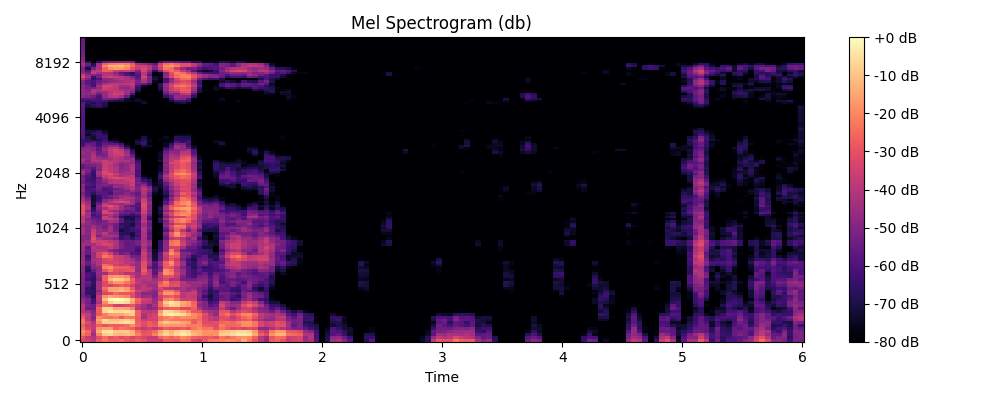 Mel Spectrogram (db)
Hz
8192
4096
2048
1024
512
0
0 1 2 3 4 5 6
Time
+0 dB
-10 dB
-20 dB
-30 dB
-40 dB
-50 dB
-60 dB
-70 dB
-80 dB